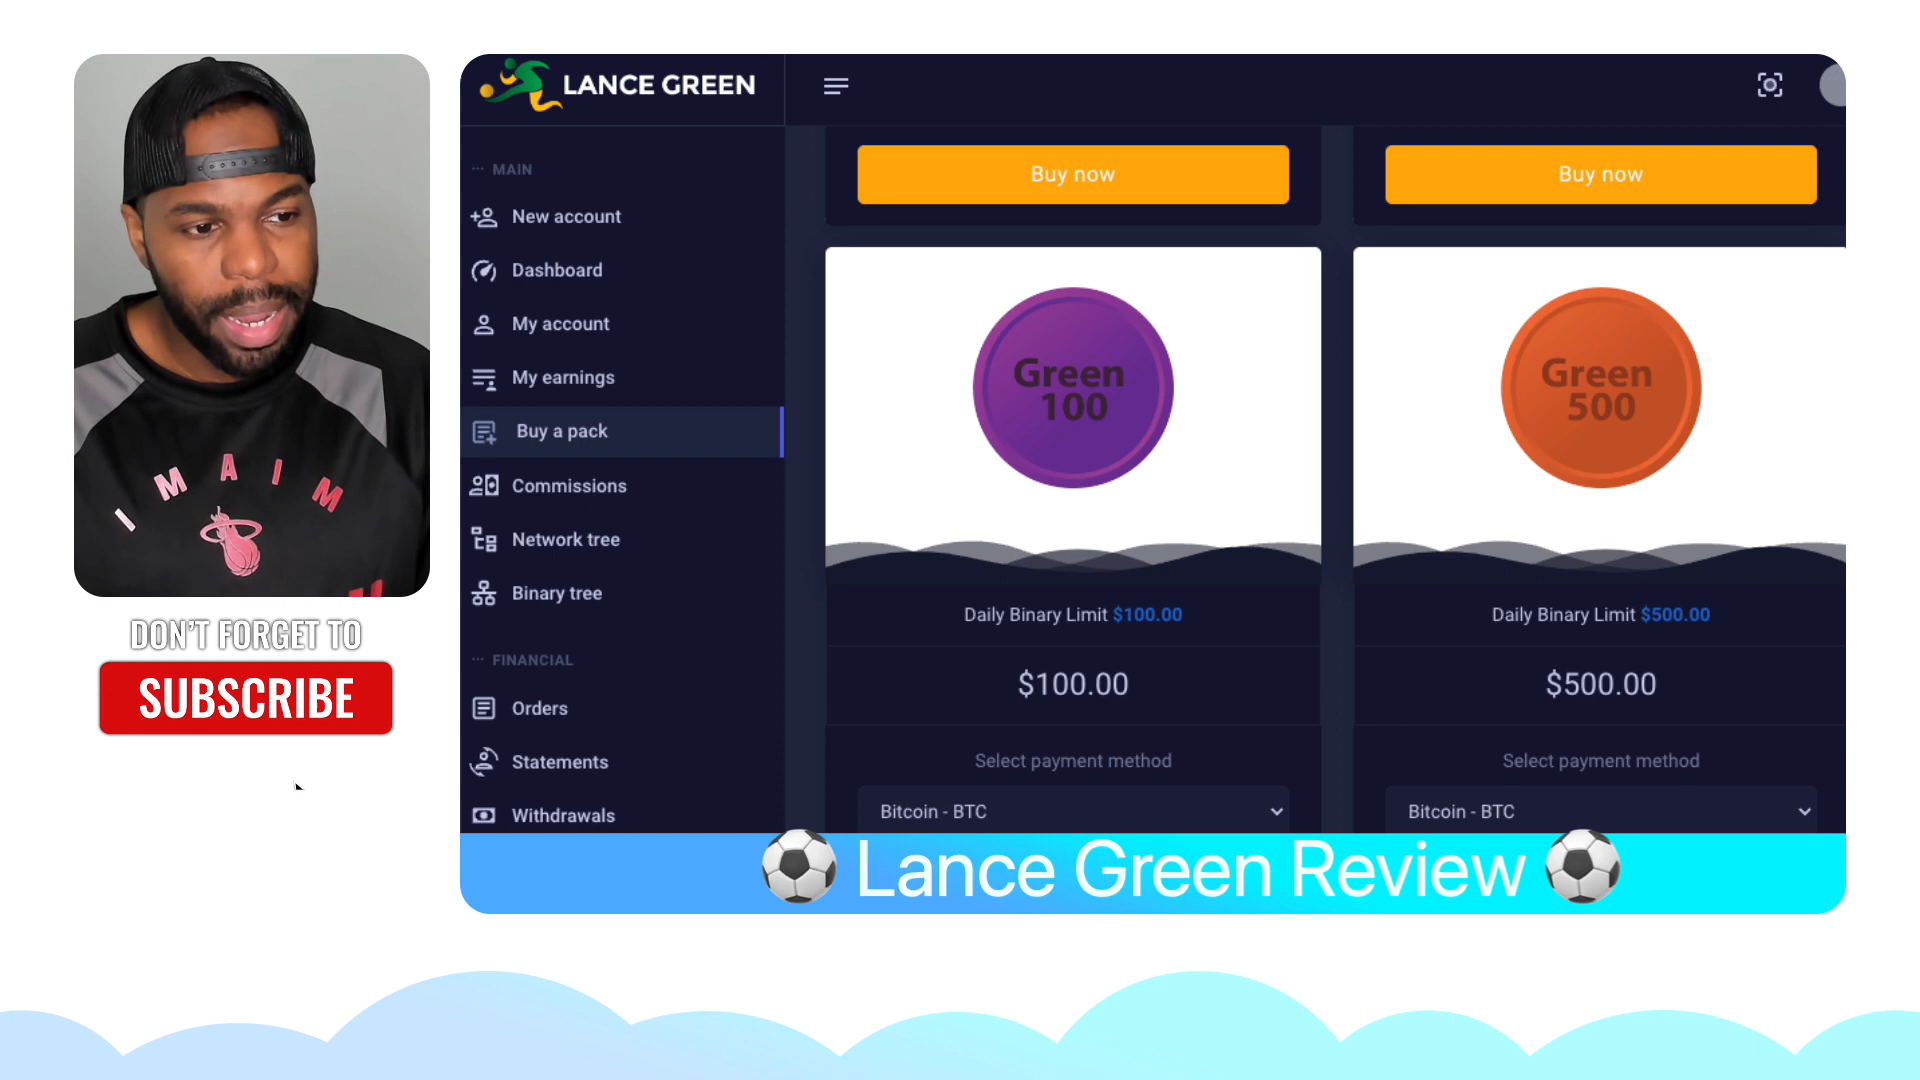 I MAIM
DON'T FORGET TO
SUBSCRIBE
LANCE GREEN
MAIN
New account
Dashboard
My account
My earnings
Buy a pack
Commissions
Network tree
Binary tree
FINANCIAL
Orders
Statements
Withdrawals
Buy now
Buy now
Green
100
Daily Binary Limit $100.00
$100.00
Select payment method
Bitcoin - BTC
Green
500
Daily Binary Limit $500.00
$500.00
Select payment method
Bitcoin - BTC
⚽ Lance Green Review ⚽